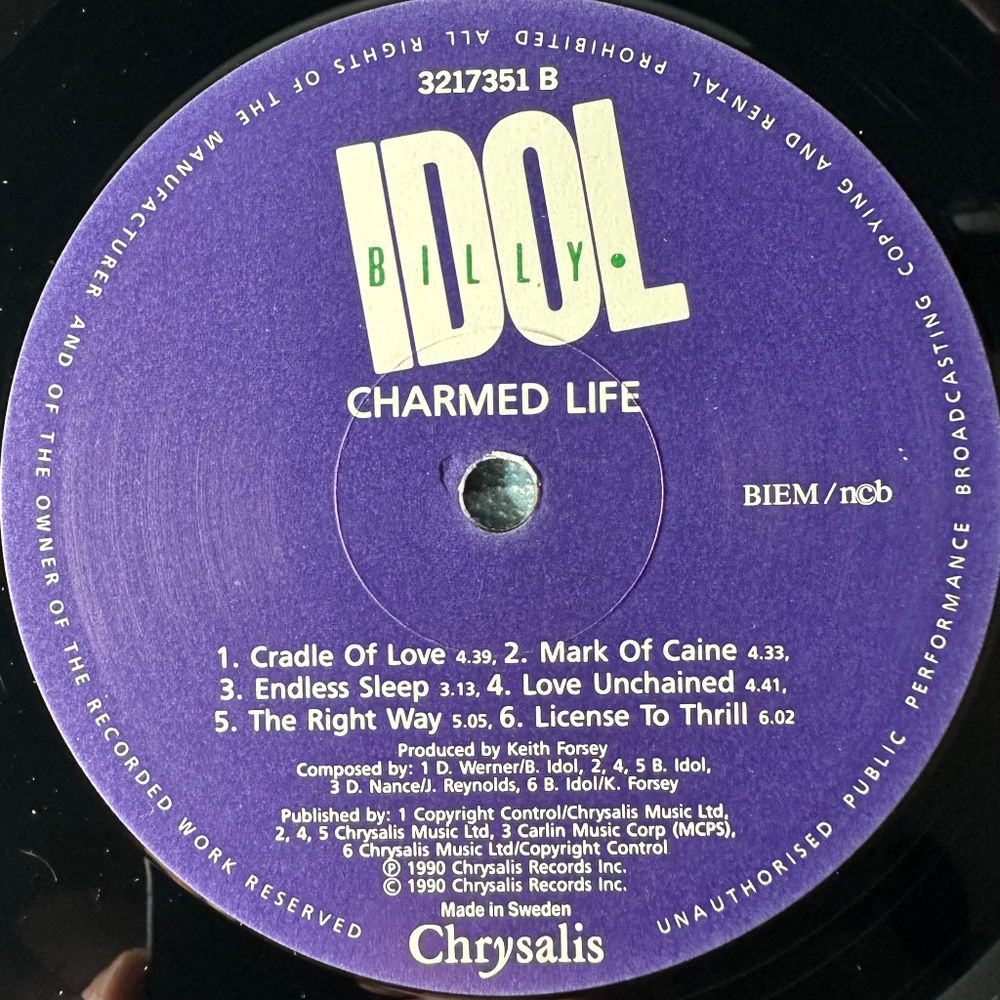 3217351 B
IDOL
BILLY •
CHARMED LIFE
BIEM / n©b
1. Cradle Of Love 4.39, 2. Mark Of Caine 4.33,
3. Endless Sleep 3.13, 4. Love Unchained 4.41,
5. The Right Way 5.05, 6. License To Thrill 6.02
Produced by Keith Forsey
Composed by: 1 D. Werner/B. Idol, 2, 4, 5 B. Idol,
3 D. Nance/J. Reynolds, 6 B. Idol/K. Forsey
Published by: 1 Copyright Control/Chrysalis Music Ltd,
2, 4, 5 Chrysalis Music Ltd, 3 Carlin Music Corp (MCPS),
6 Chrysalis Music Ltd/Copyright Control
℗ 1990 Chrysalis Records Inc.
© 1990 Chrysalis Records Inc.
Made in Sweden
Chrysalis
UNAUTHORISED PUBLIC PERFORMANCE BROADCASTING COPYING AND RENTAL PROHIBITED ALL RIGHTS OF THE MANUFACTURER AND OF THE OWNER OF THE RECORDED WORK RESERVED